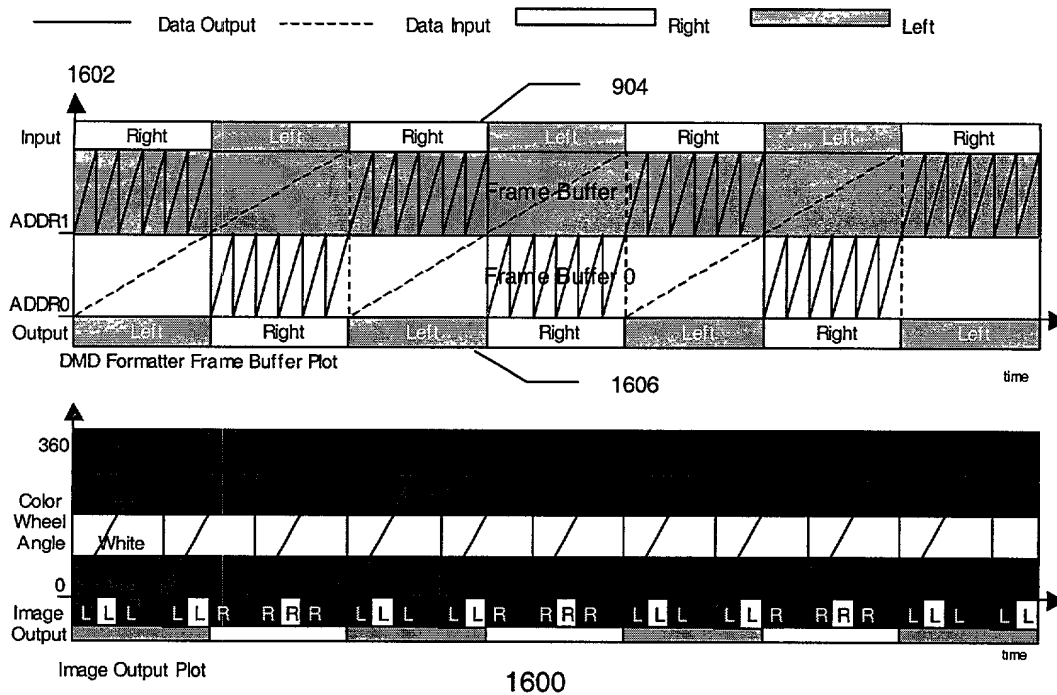 Data Output Data Input Right Left
1602
904
Input Right Left Right Left Right Left Right
Frame Buffer 1
ADDR1
Frame Buffer 0
ADDR0
Output Left Right Left Right Left Right Left
DMD Formatter Frame Buffer Plot
1606
time
360
Color
Wheel
Angle White
0
Image L L L L L R R R R L L L L L R R R R L L L L L R R R R L L L L
Output
time
Image Output Plot
1600